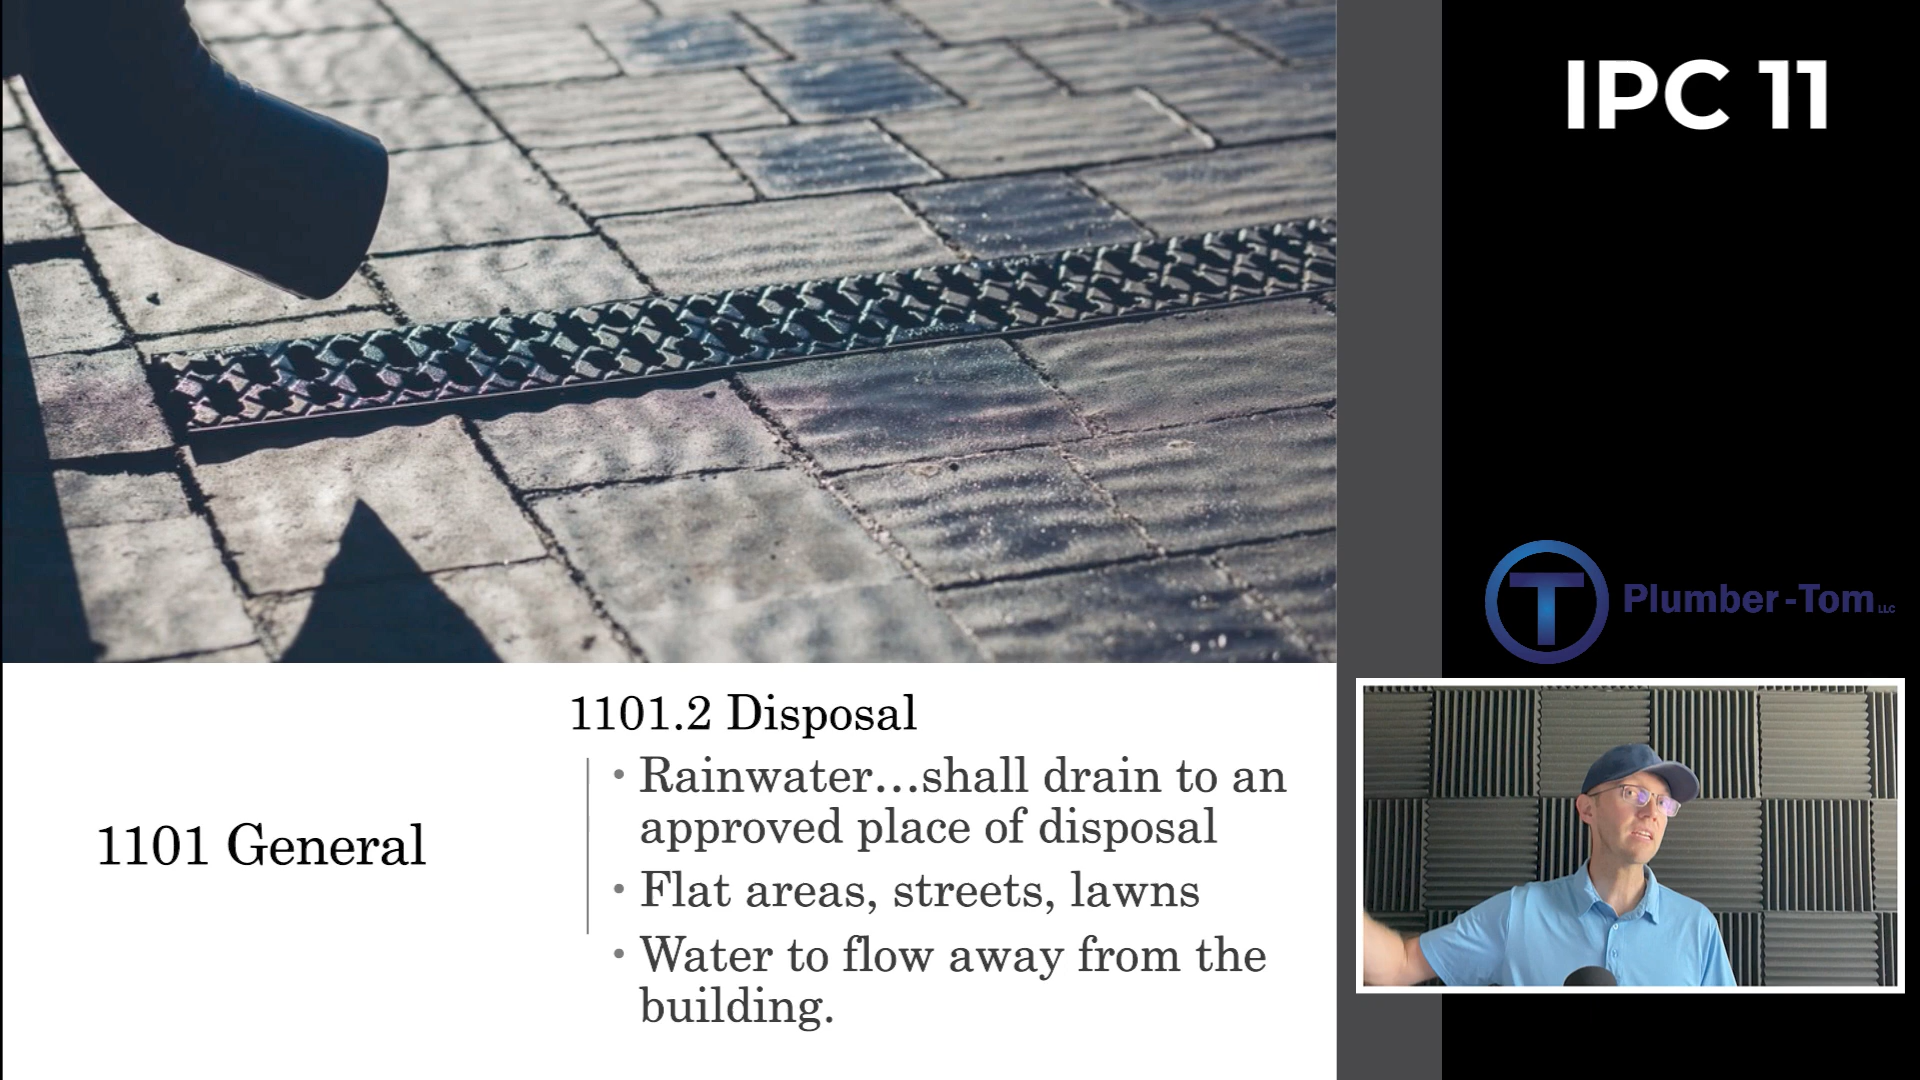 IPC 11
T Plumber-Tom LLC
1101 General
1101.2 Disposal
• Rainwater...shall drain to an
approved place of disposal
• Flat areas, streets, lawns
• Water to flow away from the
building.